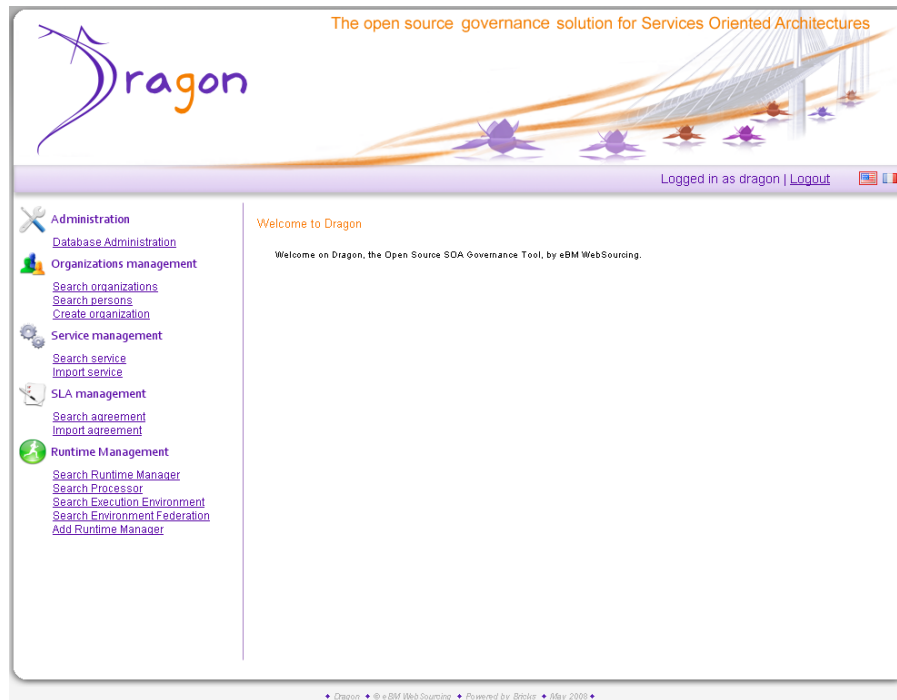 The open source governance solution for Services Oriented Architectures
Dragon
Logged in as dragon | Logout
Administration
Database Administration
Organizations management
Search organizations
Search persons
Create organization
Service management
Search service
Import service
SLA management
Search agreement
Import agreement
Runtime Management
Search Runtime Manager
Search Processor
Search Execution Environment
Search Environment Federation
Add Runtime Manager
Welcome to Dragon
Welcome on Dragon, the Open Source SOA Governance Tool, by eBM WebSourcing.
Dragon © eBM WebSourcing Powered by Bricks May 2008